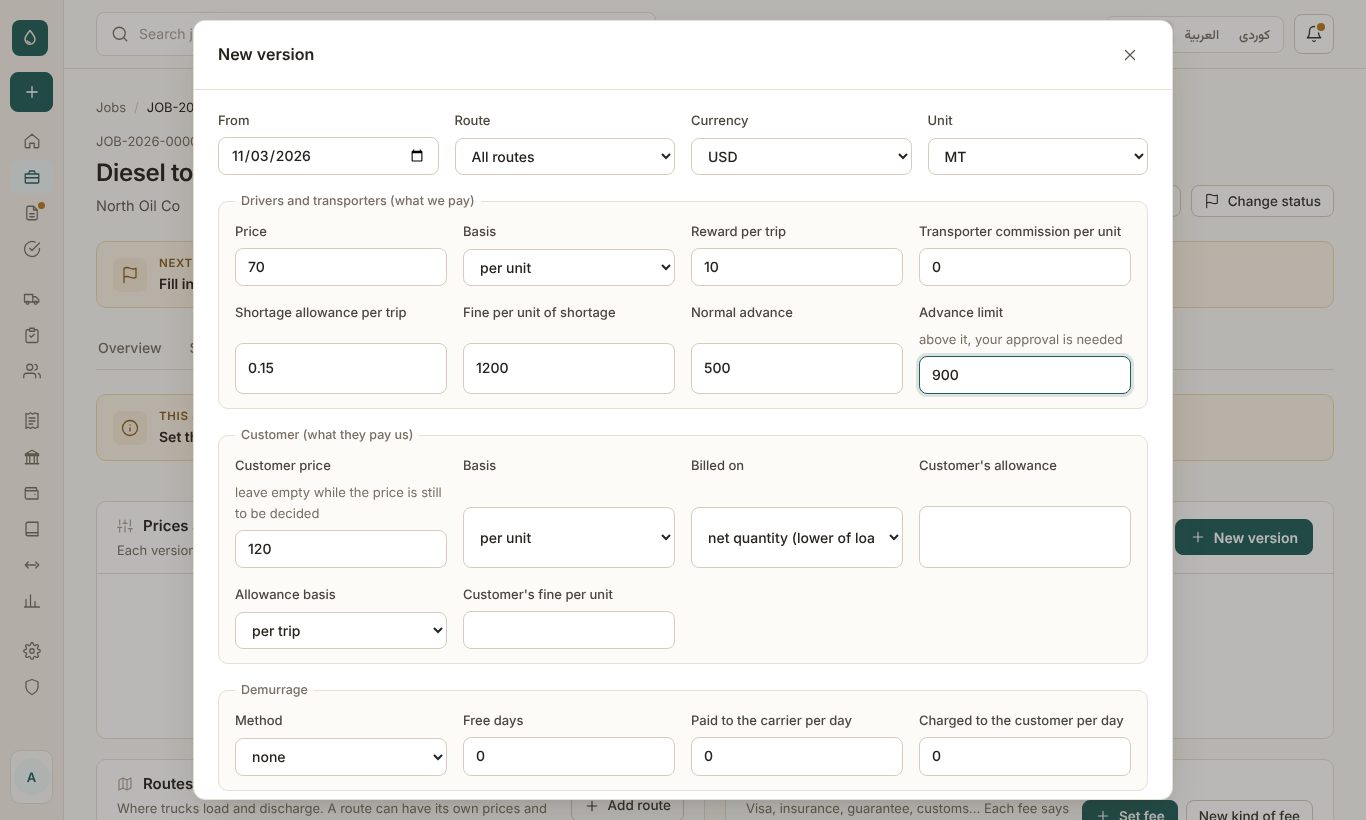 Search j
العربية
كوردی
New version
Jobs / JOB-20
JOB-2026-0000
Diesel to
North Oil Co
Change status
NEXT
Fill in
Overview
THIS
Set th
Prices
Each version
New version
From
Route
Currency
Unit
11/03/2026
All routes
USD
MT
Drivers and transporters (what we pay)
Price
Basis
Reward per trip
Transporter commission per unit
70
per unit
10
0
Shortage allowance per trip
Fine per unit of shortage
Normal advance
Advance limit
above it, your approval is needed
0.15
1200
500
900
Customer (what they pay us)
Customer price
Basis
Billed on
Customer's allowance
leave empty while the price is still
to be decided
120
per unit
net quantity (lower of loa
Allowance basis
Customer's fine per unit
per trip
Demurrage
Method
Free days
Paid to the carrier per day
Charged to the customer per day
none
0
0
0
A
Routes
Where trucks load and discharge. A route can have its own prices and
Add route
Visa, insurance, guarantee, customs... Each fee says
Set fee
New kind of fee